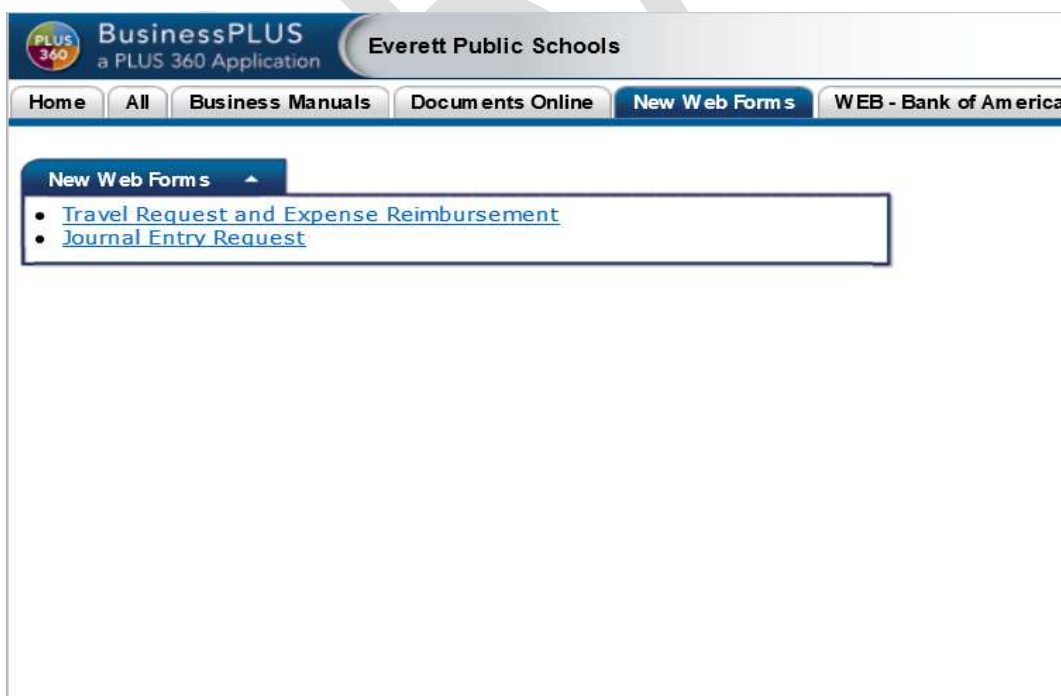 PLUS
360
BusinessPLUS
a PLUS 360 Application
Everett Public Schools
Home All Business Manuals Documents Online New Web Forms WEB - Bank of America
New Web Forms
• Travel Request and Expense Reimbursement
• Journal Entry Request